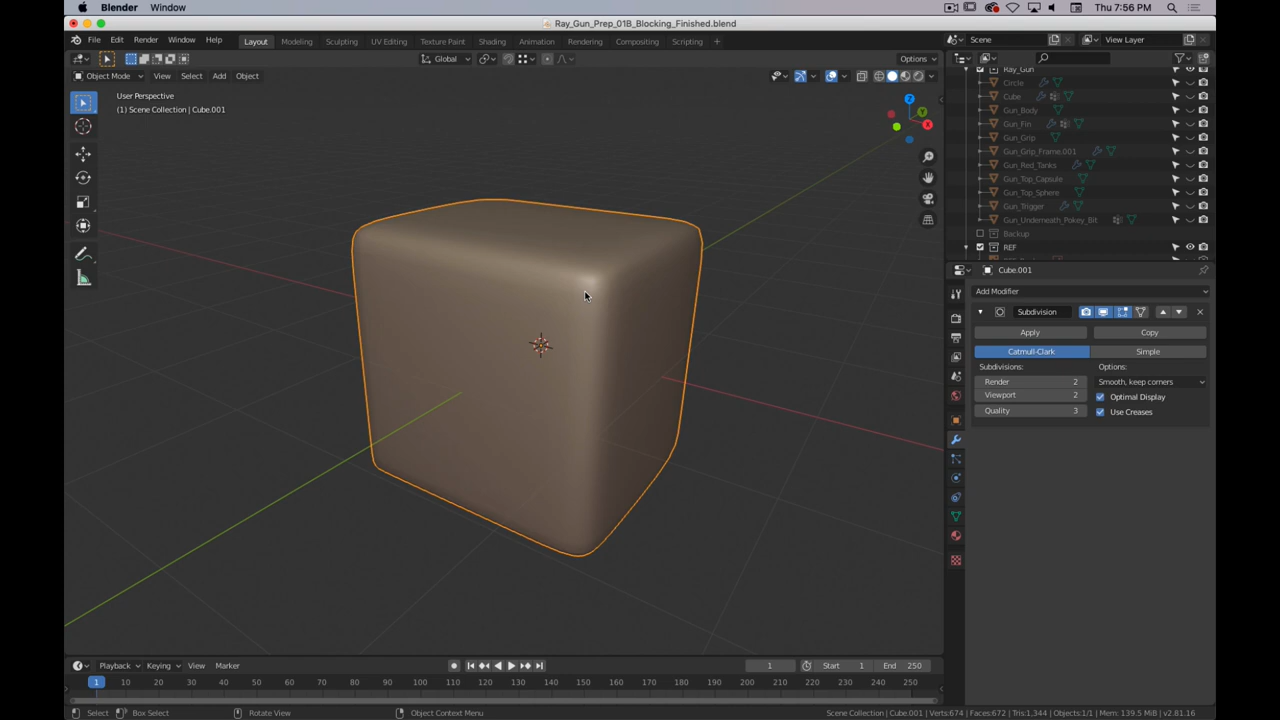 Blender Window Thu 7:56 PM
Ray_Gun_Prep_01B_Blocking_Finished.blend
File Edit Render Window Help Layout Modeling Sculpting UV Editing Texture Paint Shading Animation Rendering Compositing Scripting + Scene View Layer
Global Options
Object Mode View Select Add Object
User Perspective
(1) Scene Collection | Cube.001
Z
Y
X
Ray_Gun
Circle
Cube
Gun_Body
Gun_Fin
Gun_Grip
Gun_Grip_Frame.001
Gun_Red_Tanks
Gun_Top_Capsule
Gun_Top_Sphere
Gun_Trigger
Gun_Underneath_Pokey_Bit
Backup
REF
Cube.001
Add Modifier
Subdivision
Apply Copy
Catmull-Clark Simple
Subdivisions: Options:
Render 2 Smooth, keep corners
Viewport 2 Optimal Display
Quality 3 Use Creases
Playback Keying View Marker 1 Start 1 End 250
1 10 20 30 40 50 60 70 80 90 100 110 120 130 140 150 160 170 180 190 200 210 220 230 240 250
Select Box Select Rotate View Object Context Menu Scene Collection | Cube.001 | Verts:674 | Faces:672 | Tris:1,344 | Objects:1/1 | Mem: 139.5 MiB | v2.81.16